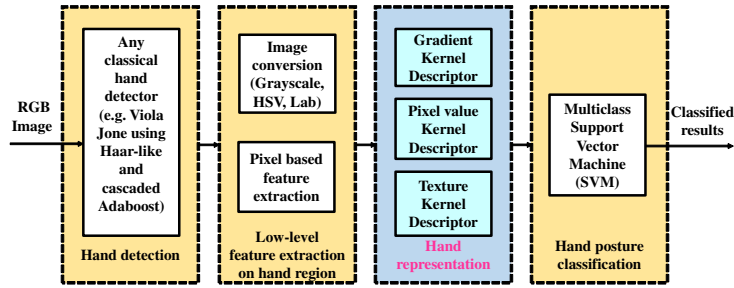 RGB
Image
Any
classical
hand
detector
(e.g. Viola
Jone using
Haar-like
and
cascaded
Adaboost)
Hand detection
Image
conversion
(Grayscale,
HSV, Lab)
Pixel based
feature
extraction
Low-level
feature extraction
on hand region
Gradient
Kernel
Descriptor
Pixel value
Kernel
Descriptor
Texture
Kernel
Descriptor
Hand
representation
Multiclass
Support
Vector
Machine
(SVM)
Hand posture
classification
Classified
results